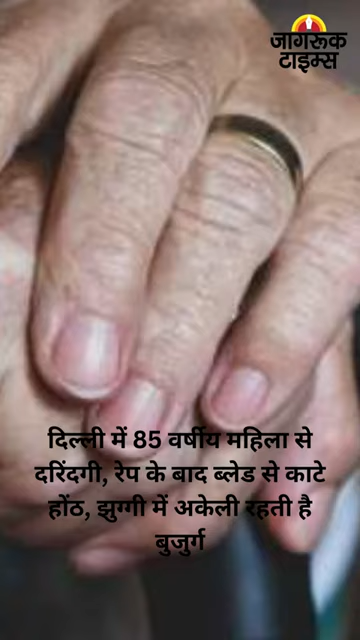 जागरूक
टाइम्स
दिल्ली में 85 वर्षीय महिला से
दरिंदगी, रेप के बाद ब्लेड से काटे
होंठ, झुग्गी में अकेली रहती है
बुजुर्ग